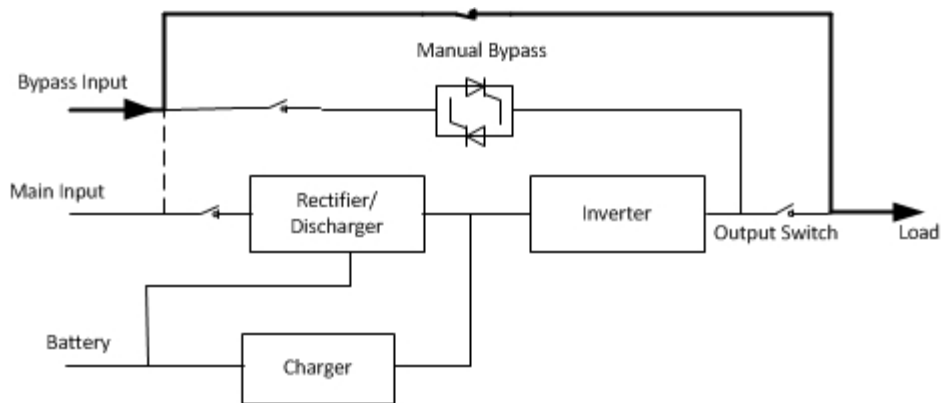 Manual Bypass
Bypass Input
Main Input
Rectifier/
Discharger
Inverter
Output Switch
Load
Battery
Charger